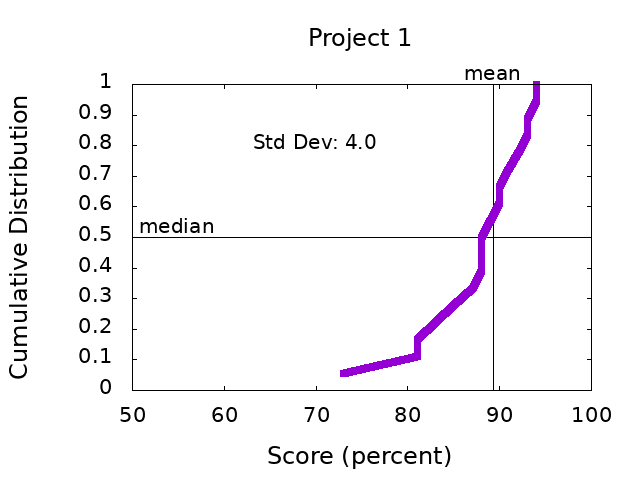 Project 1
mean
Std Dev: 4.0
median
Cumulative Distribution
1
0.9
0.8
0.7
0.6
0.5
0.4
0.3
0.2
0.1
0
50 60 70 80 90 100
Score (percent)